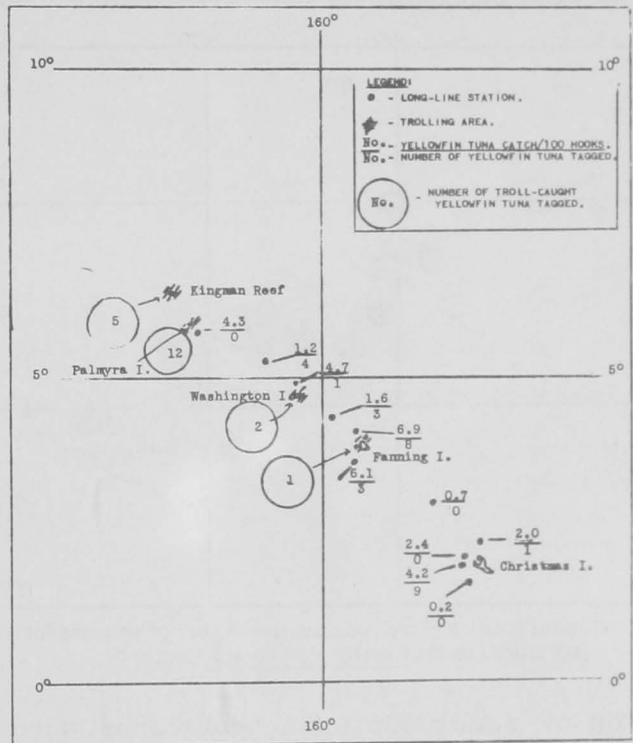 160°
10°
10°
LEGEND:
- LONG-LINE STATION.
- TROLLING AREA.
No. - YELLOWFIN TUNA CATCH/100 HOOKS.
No. - NUMBER OF YELLOWFIN TUNA TAGGED.
No. - NUMBER OF TROLL-CAUGHT
YELLOWFIN TUNA TAGGED.
Kingman Reef
5
4.3
0
12
Palmyra I.
1.2
4
4.7
1
5°
5°
Washington I.
1.6
3
2
6.9
8
Fanning I.
1
6.1
3
0.7
0
2.0
1
2.4
0
Christmas I.
4.2
9
0.2
0
0°
0°
160°